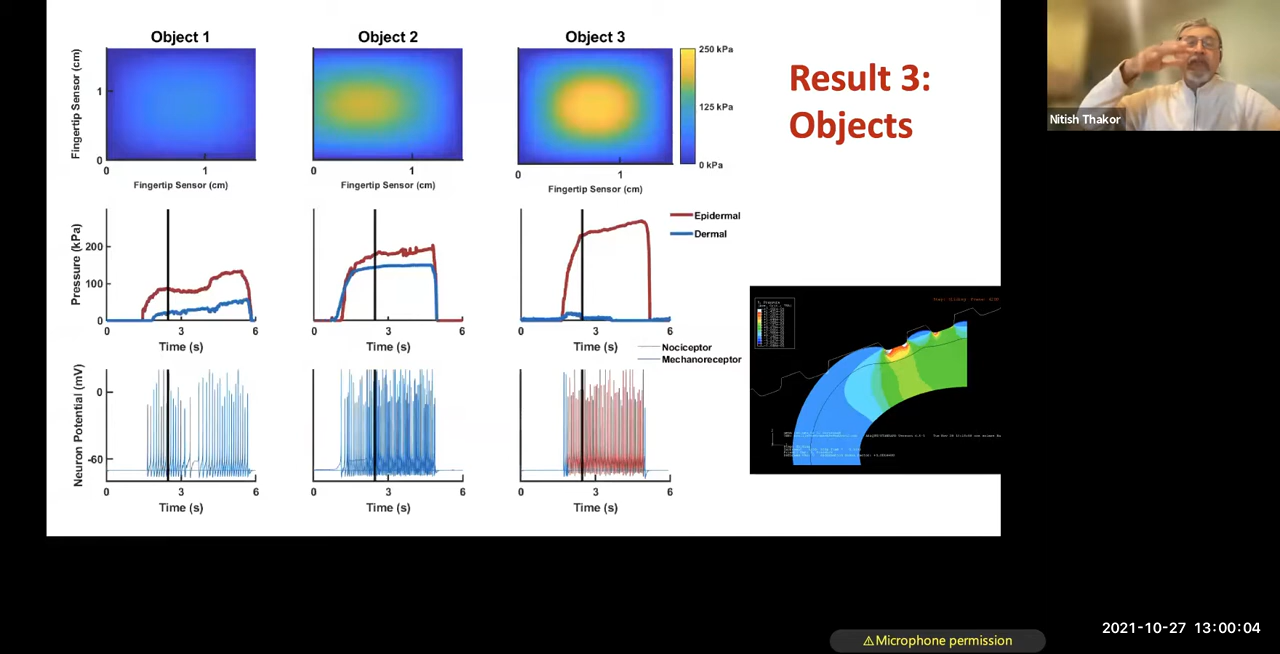 Object 1
Object 2
Object 3
Result 3:
Objects
Nitish Thakor
Fingertip Sensor (cm)
1
0
0
1
Fingertip Sensor (cm)
0
1
Fingertip Sensor (cm)
0
1
Fingertip Sensor (cm)
250 kPa
125 kPa
0 kPa
Pressure (kPa)
200
100
0
3
6
Time (s)
0
3
6
Time (s)
3
6
Time (s)
Epidermal
Dermal
Nociceptor
Mechanoreceptor
Neuron Potential (mV)
0
-60
0
3
6
Time (s)
0
3
6
Time (s)
0
3
6
Time (s)
2021-10-27 13:00:04
⚠Microphone permission